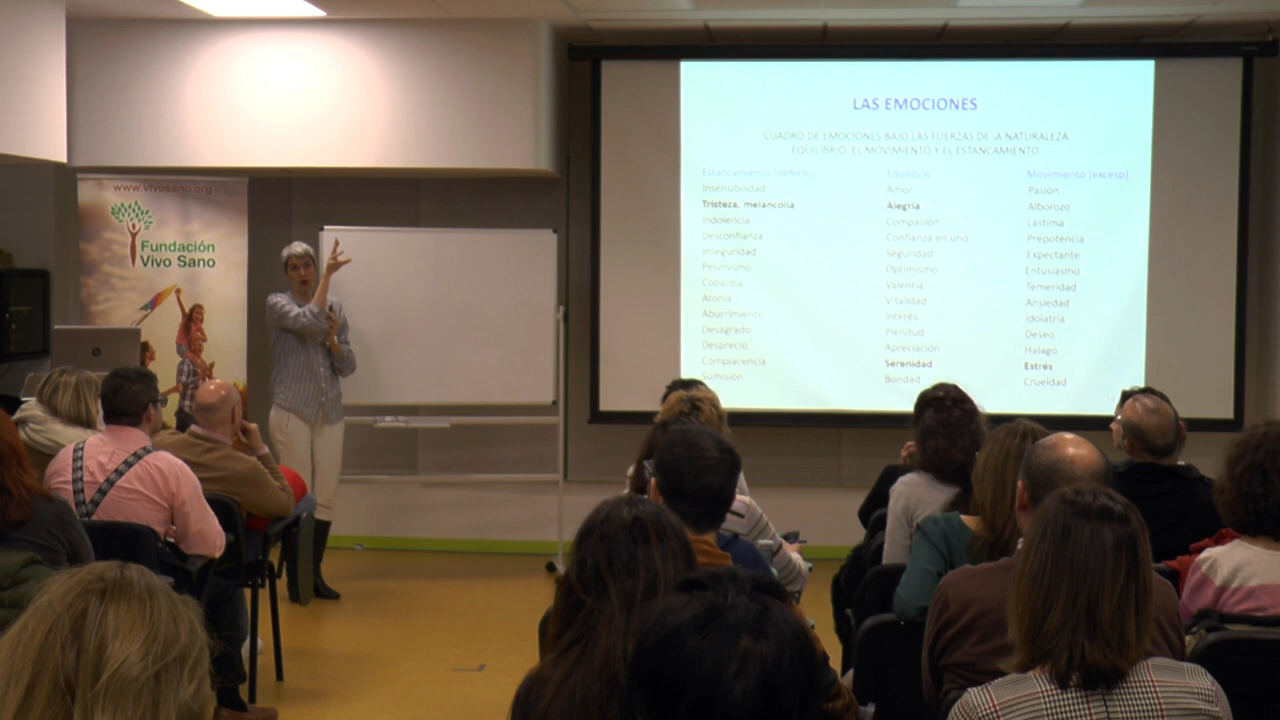 www.vivosano.org
Fundación
Vivo Sano
hp
LAS EMOCIONES
CUADRO DE EMOCIONES BAJO LAS FUERZAS DE LA NATURALEZA
EQUILIBRIO, EL MOVIMIENTO Y EL ESTANCAMIENTO
Estancamiento (defecto) Equilibrio Movimiento (exceso)
Insensibilidad Amor Pasión
Tristeza, melancolía Alegría Alborozo
Indolencia Compasión Lástima
Desconfianza Confianza en uno Prepotencia
Inseguridad Seguridad Expectante
Pesimismo Optimismo Entusiasmo
Cobardía Valentía Temeridad
Atonía Vitalidad Ansiedad
Aburrimiento Interés Idolatría
Desagrado Plenitud Deseo
Desprecio Apreciación Halago
Complacencia Serenidad Estrés
Sumisión Bondad Crueldad